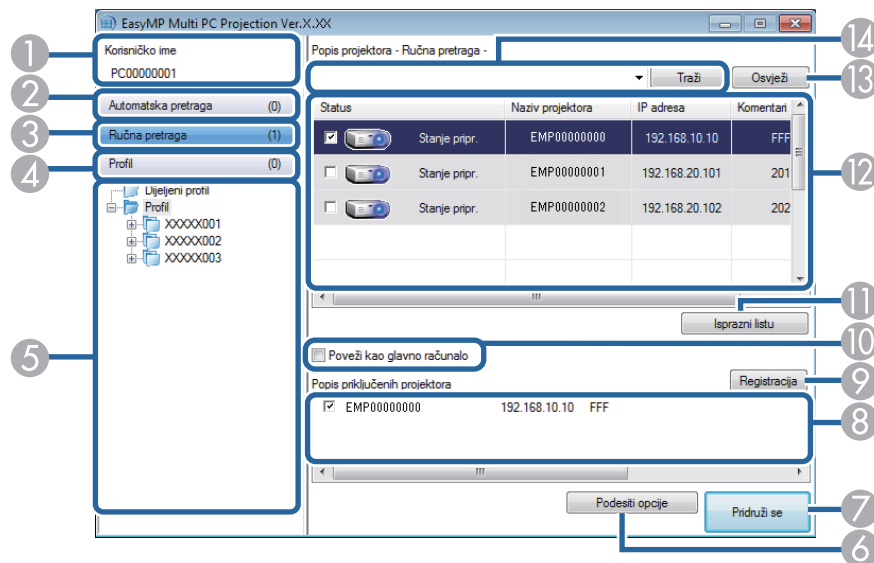 EasyMP Multi PC Projection Ver.X.XX
Korisničko ime
PC00000001
Automatska pretraga (0)
Ručna pretraga (1)
Profil (0)
Dijeljeni profil
Profil
XXXXX001
XXXXX002
XXXXX003
Popis projektora - Ručna pretraga -
Traži
Osvježi
Status Naziv projektora IP adresa Komentari
Stanje pripr. EMP00000000 192.168.10.10 FFF
Stanje pripr. EMP00000001 192.168.20.101 201
Stanje pripr. EMP00000002 192.168.20.102 202
Isprazni listu
Poveži kao glavno računalo
Popis priključenih projektora
Registracija
EMP00000000 192.168.10.10 FFF
Podesiti opcije
Pridruži se
1
2
3
4
5
14
13
12
11
10
9
8
7
6